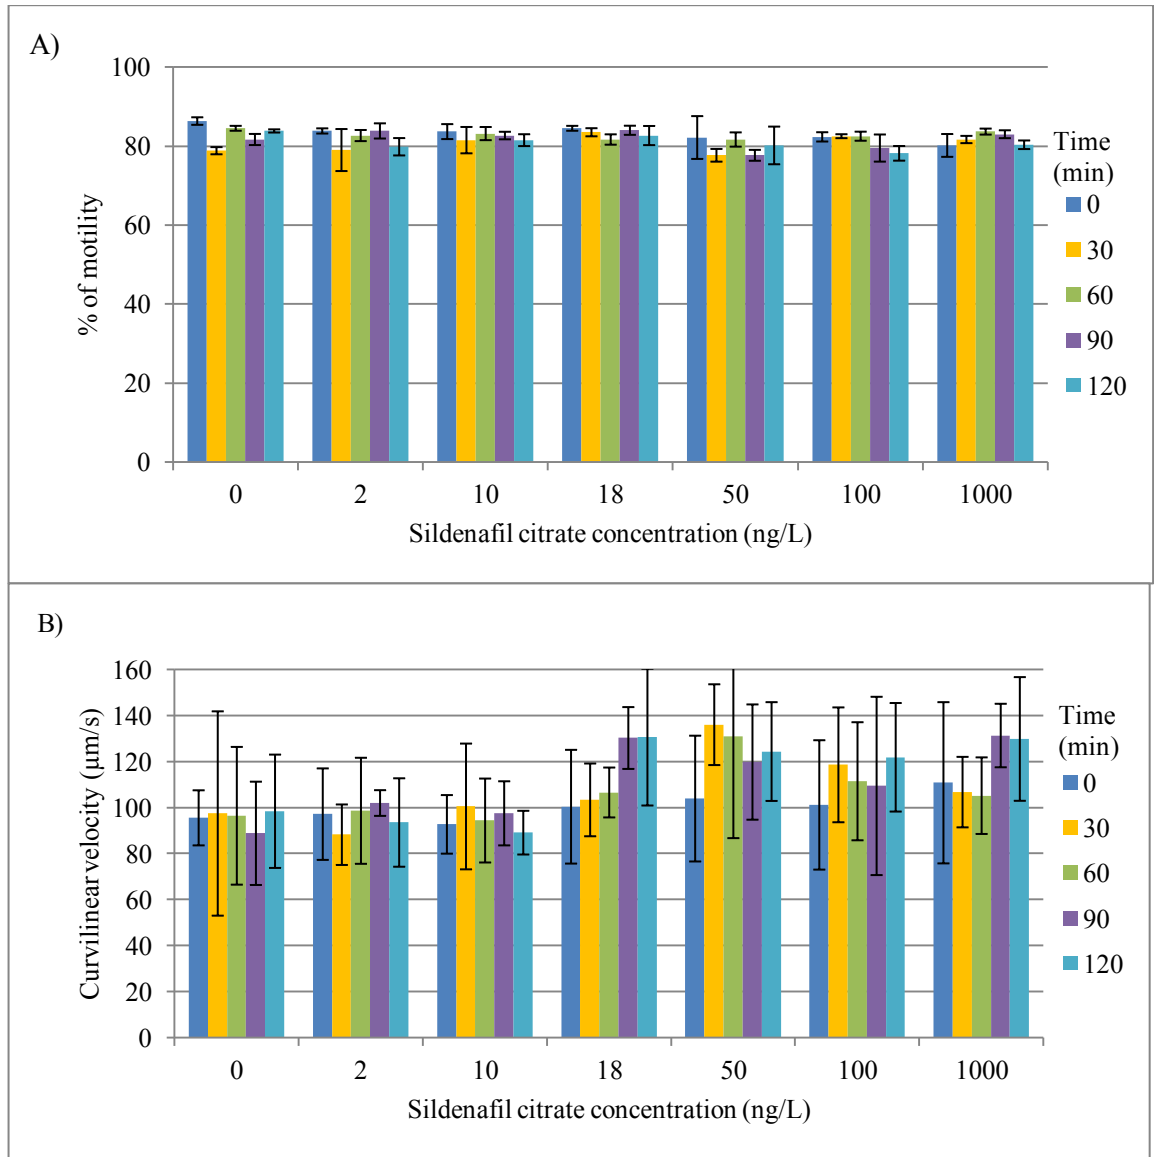 A)
100
80
60
40
20
0
% of motility
0 2 10 18 50 100 1000
Sildenafil citrate concentration (ng/L)
Time
(min)
0
30
60
90
120
B)
160
140
120
100
80
60
40
20
0
Curvilinear velocity (µm/s)
0 2 10 18 50 100 1000
Sildenafil citrate concentration (ng/L)
Time
(min)
0
30
60
90
120